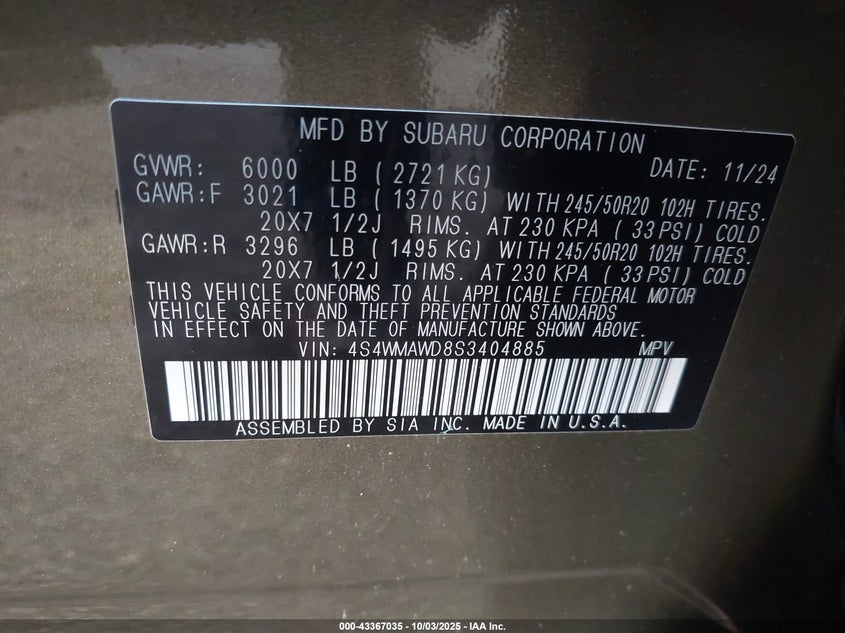 MFD BY SUBARU CORPORATION
GVWR: 6000 LB ( 2721 KG) DATE: 11/24
GAWR:F 3021 LB ( 1370 KG) WITH 245/50R20 102H TIRES.
20X7 1/2J RIMS. AT 230 KPA ( 33 PSI) COLD
GAWR:R 3296 LB ( 1495 KG) WITH 245/50R20 102H TIRES.
20X7 1/2J RIMS. AT 230 KPA ( 33 PSI) COLD
THIS VEHICLE CONFORMS TO ALL APPLICABLE FEDERAL MOTOR
VEHICLE SAFETY AND THEFT PREVENTION STANDARDS
IN EFFECT ON THE DATE OF MANUFACTURE SHOWN ABOVE.
VIN: 4S4WMAWD8S3404885 MPV
ASSEMBLED BY SIA INC. MADE IN U.S.A.
000-43367035 - 10/03/2025 - IAA Inc.